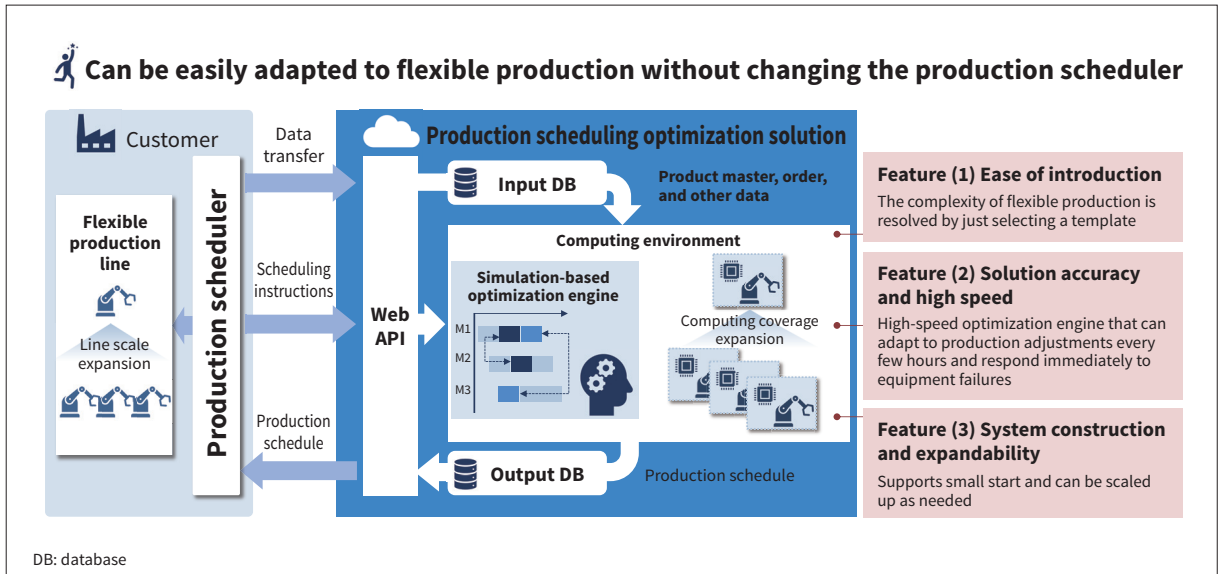 Can be easily adapted to flexible production without changing the production scheduler
Customer
Flexible
production
line
Line scale
expansion
Production scheduler
Data
transfer
Scheduling
instructions
Production
schedule
Production scheduling optimization solution
Web
API
Input DB
Product master, order,
and other data
Computing environment
Simulation-based
optimization engine
M1
M2
M3
Computing coverage
expansion
Output DB
Production schedule
Feature (1) Ease of introduction
The complexity of flexible production is
resolved by just selecting a template
Feature (2) Solution accuracy
and high speed
High-speed optimization engine that can
adapt to production adjustments every
few hours and respond immediately to
equipment failures
Feature (3) System construction
and expandability
Supports small start and can be scaled
up as needed
DB: database